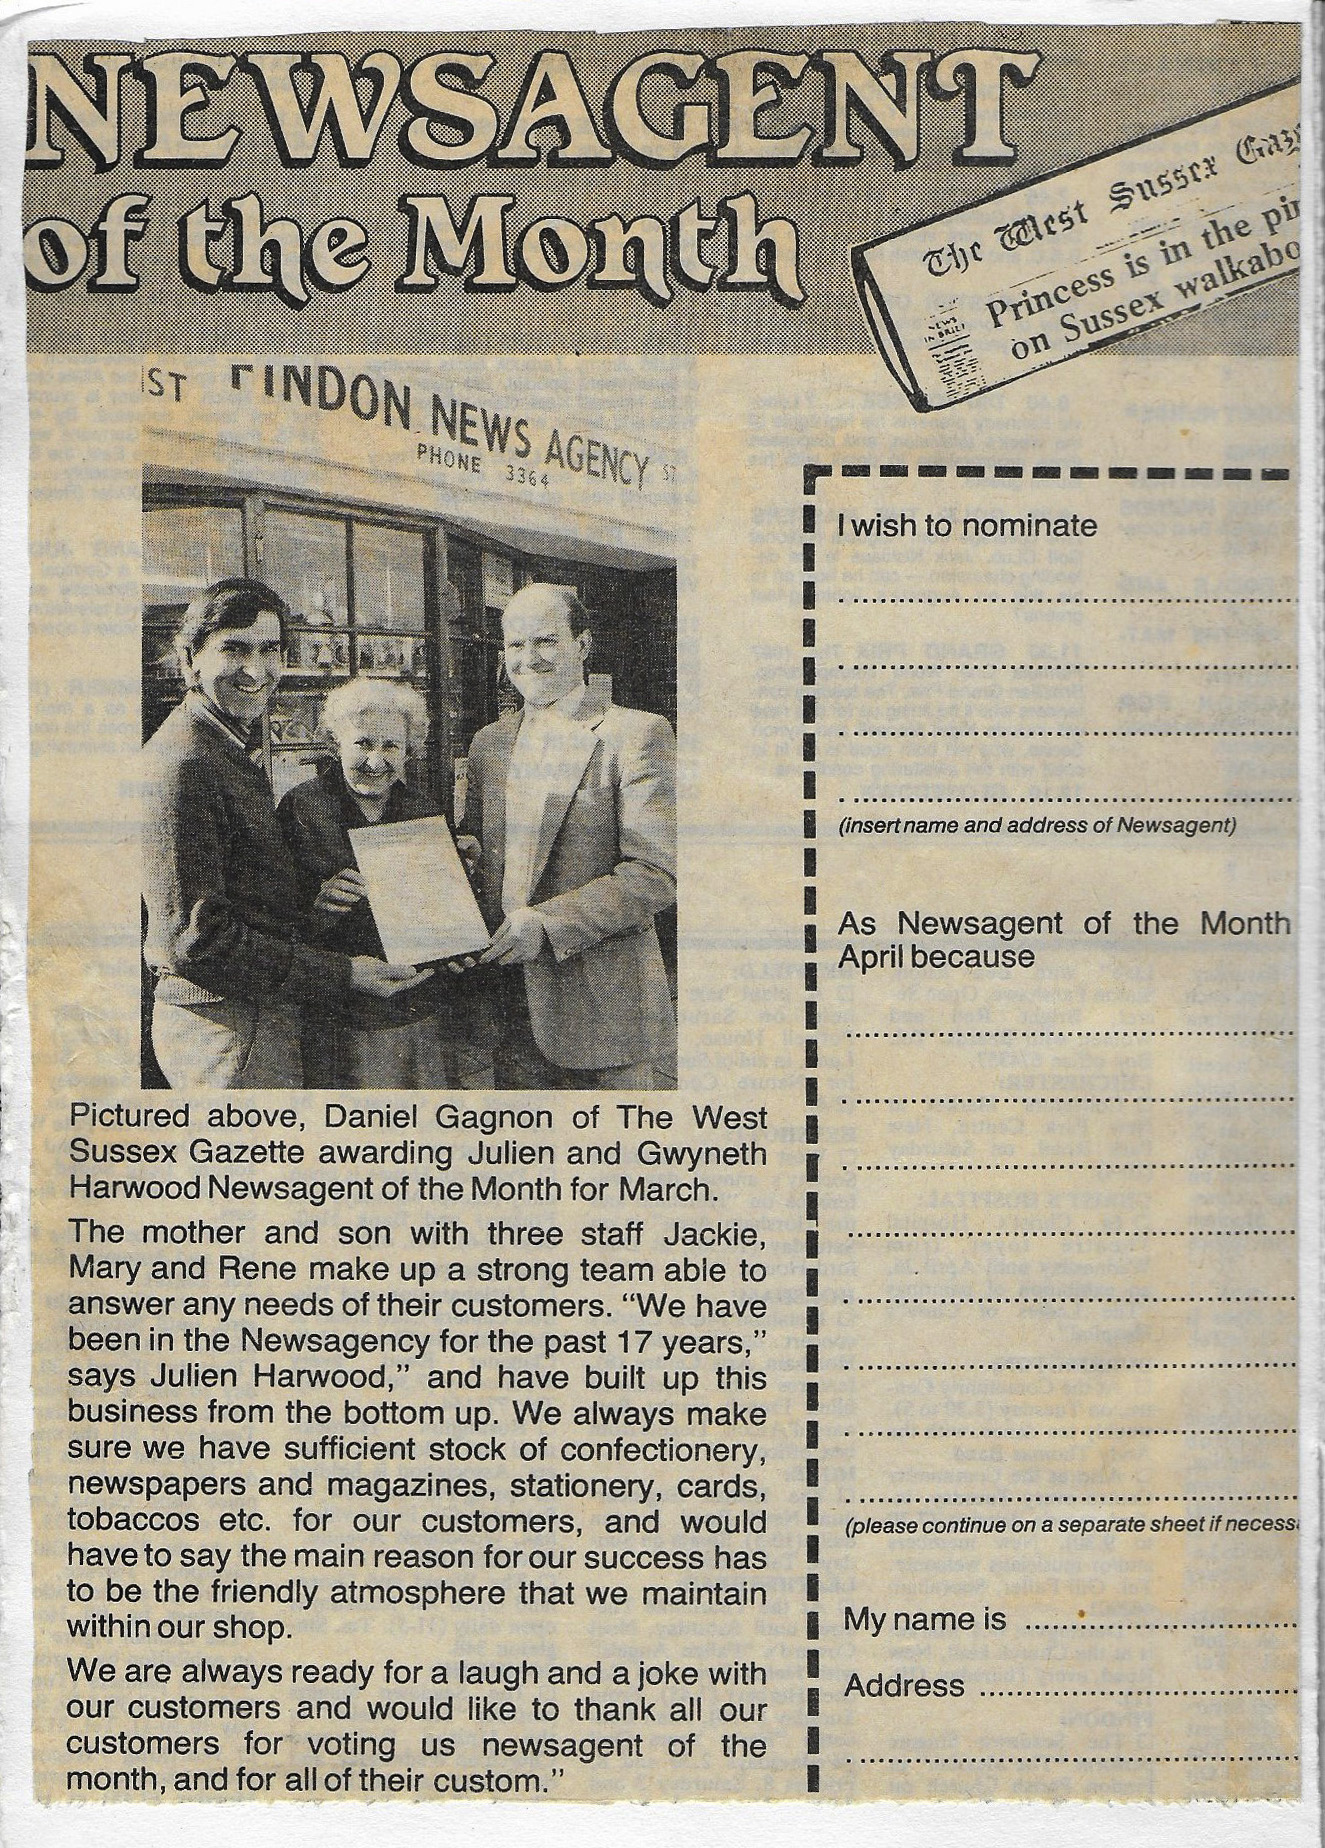 NEWSAGENT
of the Month
The West Sussex
NEWS
IN BRIEF
Princess is in the
on Sussex
ST FINDON NEWS AGENCY ST
PHONE 3364
Pictured above, Daniel Gagnon of The West
Sussex Gazette awarding Julien and Gwyneth
Harwood Newsagent of the Month for March.
The mother and son with three staff Jackie,
Mary and Rene make up a strong team able to
answer any needs of their customers. “We have
been in the Newsagency for the past 17 years,”
says Julien Harwood,” and have built up this
business from the bottom up. We always make
sure we have sufficient stock of confectionery,
newspapers and magazines, stationery, cards,
tobaccos etc. for our customers, and would
have to say the main reason for our success has
to be the friendly atmosphere that we maintain
within our shop.
We are always ready for a laugh and a joke with
our customers and would like to thank all our
customers for voting us newsagent of the
month, and for all of their custom.”
I wish to nominate
(insert name and address of Newsagent)
As Newsagent of the Month
April because
(please continue on a separate sheet if
My name is
Address